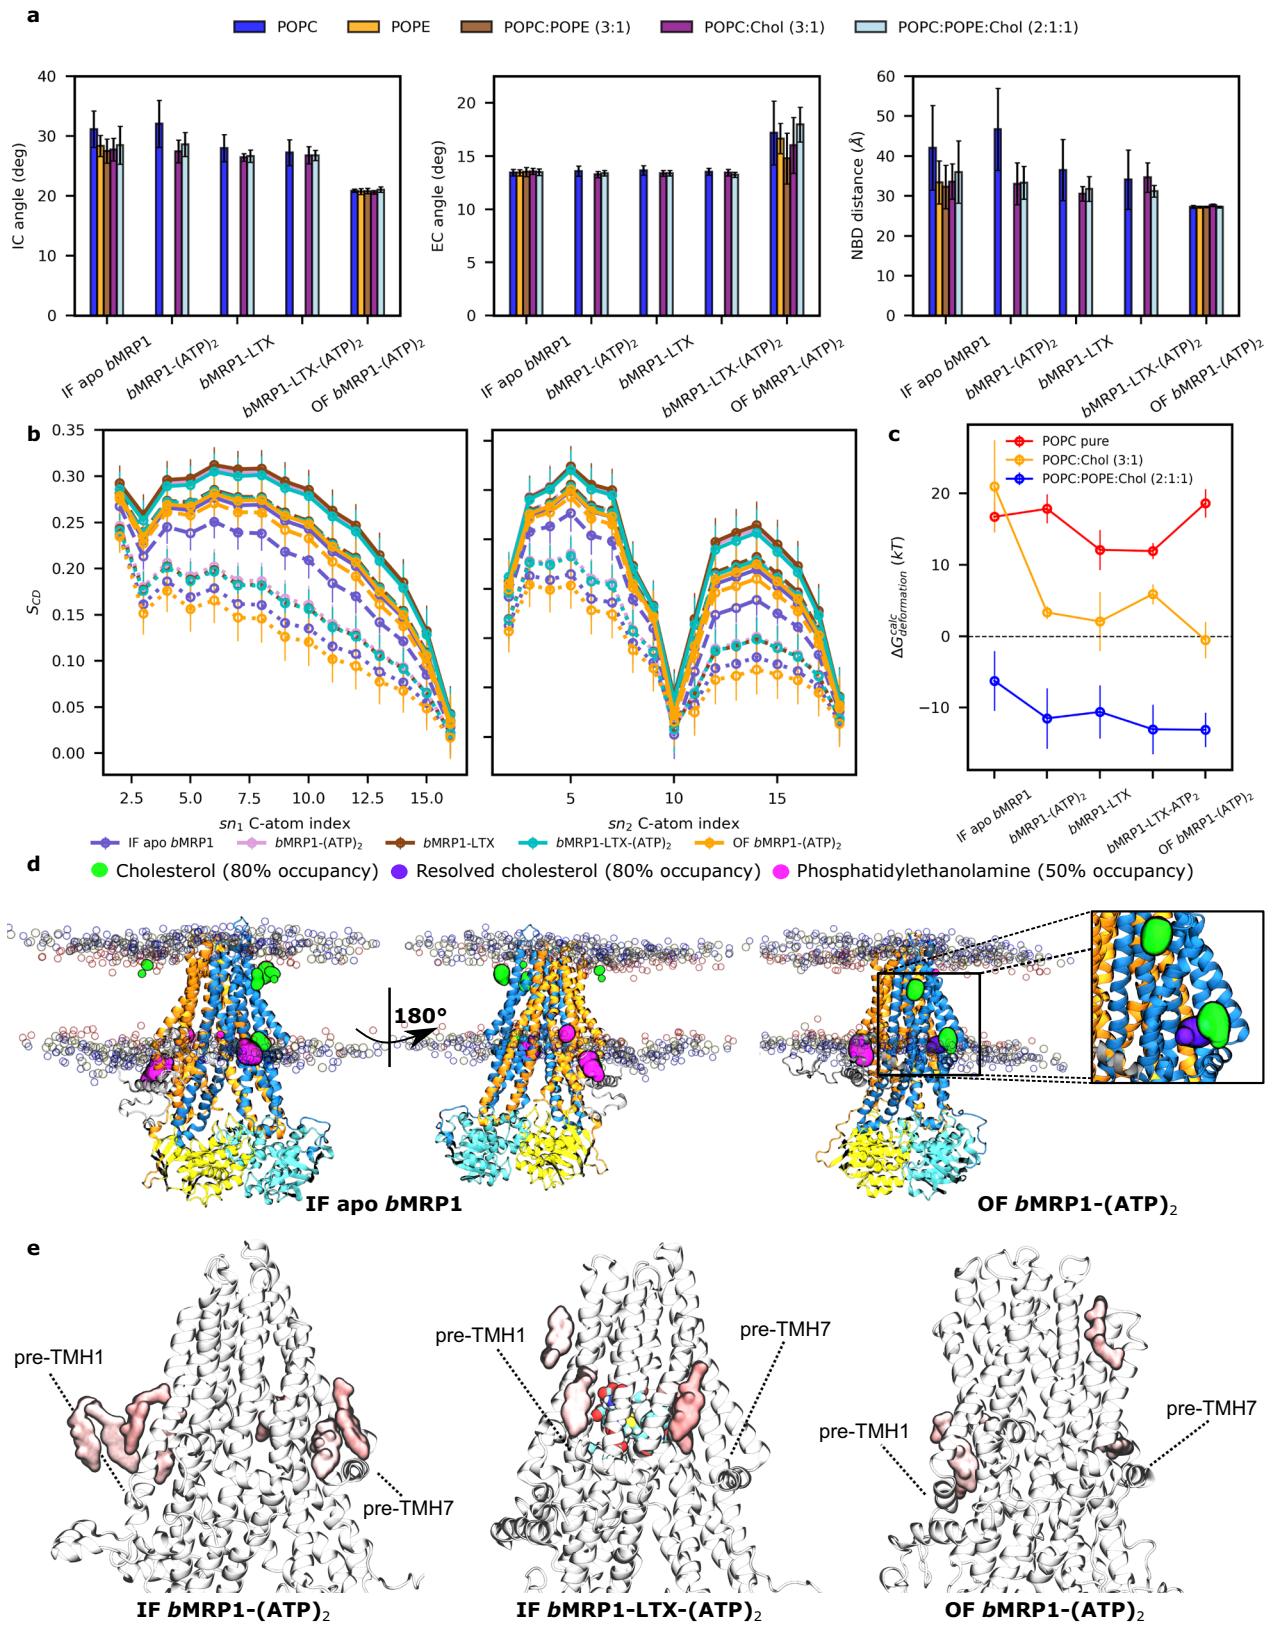 a
POPC
POPE
POPC:POPE (3:1)
POPC:Chol (3:1)
POPC:POPE:Chol (2:1:1)
IC angle (deg)
40
30
20
10
0
IF apo bMRP1
bMRP1-(ATP)₂
bMRP1-LTX
bMRP1-LTX-(ATP)₂
OF bMRP1-(ATP)₂
EC angle (deg)
20
15
10
5
0
IF apo bMRP1
bMRP1-(ATP)₂
bMRP1-LTX
bMRP1-LTX-(ATP)₂
OF bMRP1-(ATP)₂
NBD distance (Å)
60
50
40
30
20
10
0
IF apo bMRP1
bMRP1-(ATP)₂
bMRP1-LTX
bMRP1-LTX-(ATP)₂
OF bMRP1-(ATP)₂
b
S_CD
0.35
0.30
0.25
0.20
0.15
0.10
0.05
0.00
2.5 5.0 7.5 10.0 12.5 15.0
sn₁ C-atom index
5 10 15
sn₂ C-atom index
IF apo bMRP1
bMRP1-(ATP)₂
bMRP1-LTX
bMRP1-LTX-(ATP)₂
OF bMRP1-(ATP)₂
c
POPC pure
POPC:Chol (3:1)
POPC:POPE:Chol (2:1:1)
ΔG^calc_deformation (kT)
20
10
0
−10
IF apo bMRP1
bMRP1-(ATP)₂
bMRP1-LTX
bMRP1-LTX-ATP₂
OF bMRP1-(ATP)₂
d
Cholesterol (80% occupancy)
Resolved cholesterol (80% occupancy)
Phosphatidylethanolamine (50% occupancy)
180°
IF apo bMRP1
OF bMRP1-(ATP)₂
e
pre-TMH1
pre-TMH7
IF bMRP1-(ATP)₂
pre-TMH1
pre-TMH7
IF bMRP1-LTX-(ATP)₂
pre-TMH1
pre-TMH7
OF bMRP1-(ATP)₂